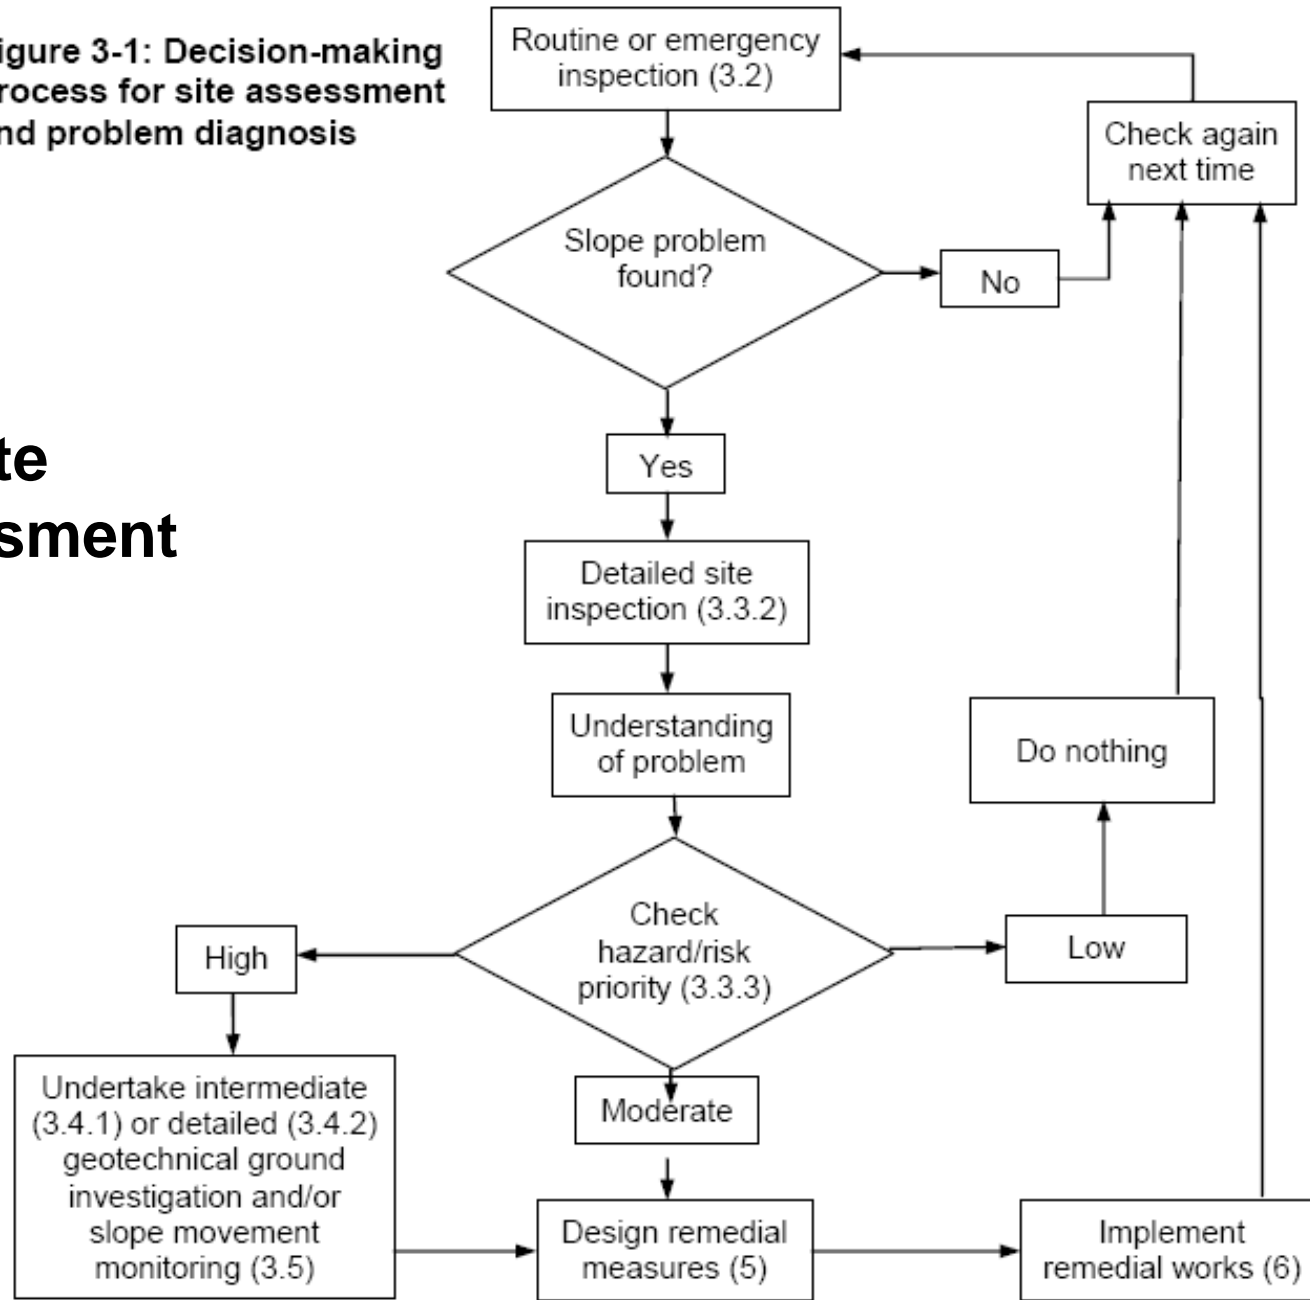 igure 3-1: Decision-making
rocess for site assessment
nd problem diagnosis
Routine or emergency
inspection (3.2)
Check again
next time
Slope problem
found?
No
te
sment
Yes
Detailed site
inspection (3.3.2)
Understanding
of problem
Do nothing
Check
hazard/risk
priority (3.3.3)
High
Low
Undertake intermediate
(3.4.1) or detailed (3.4.2)
geotechnical ground
investigation and/or
slope movement
monitoring (3.5)
Moderate
Design remedial
measures (5)
Implement
remedial works (6)